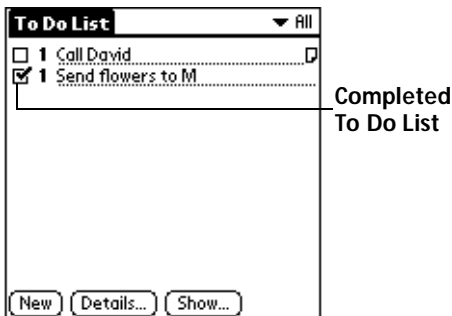 To Do List All
1 Call David
1 Send flowers to M
Completed
To Do List
New Details... Show...